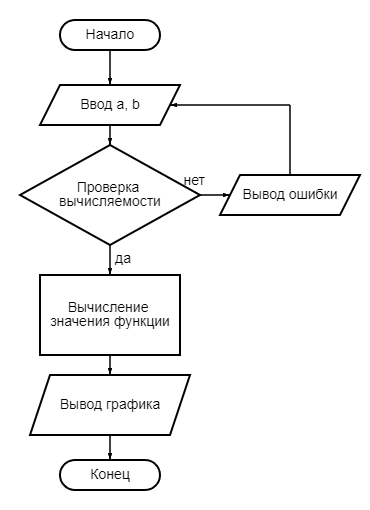 Начало
Ввод a, b
Проверка
вычисляемости
нет
Вывод ошибки
да
Вычисление
значения функции
Вывод графика
Конец